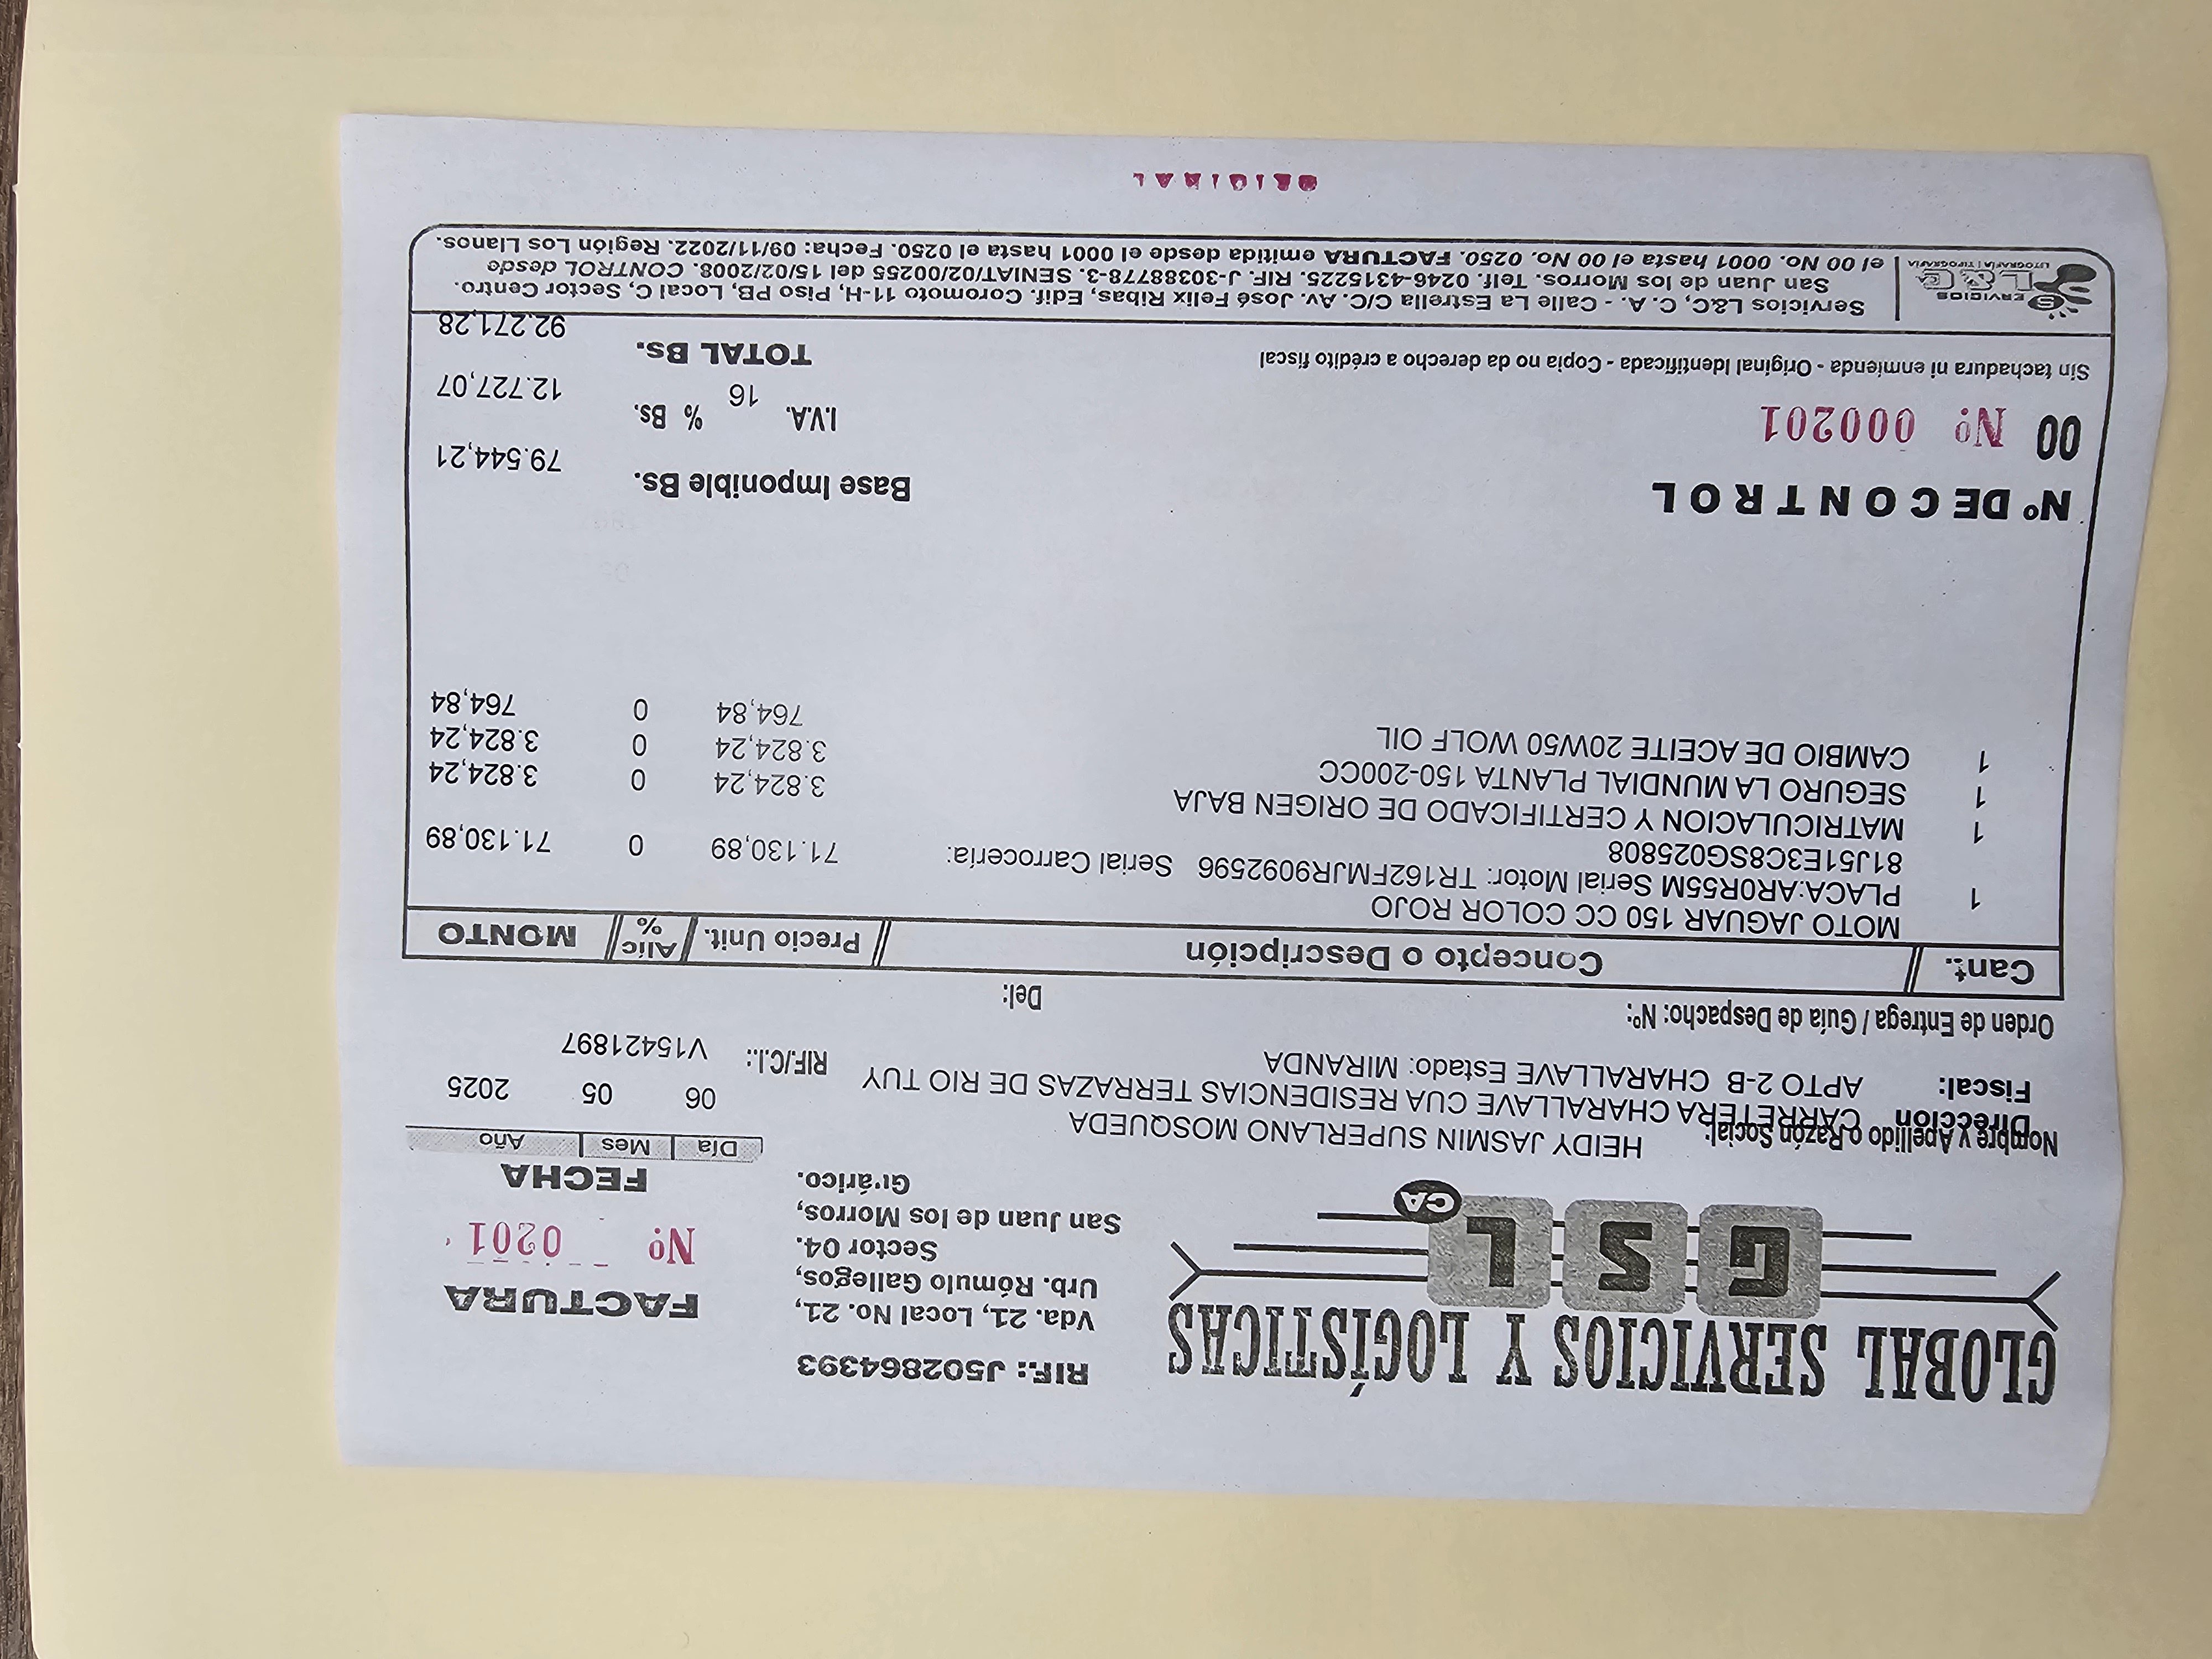 GLOBAL SERVICIOS Y LOGÍSTICAS
G S L CA
RIF.: J502864393
Vda. 21, Local No. 21,
Urb. Rómulo Gallegos,
Sector 04.
San Juan de los Morros,
Guárico.
FACTURA
Nº 0201
FECHA
Día Mes Año
06 05 2025
Nombre y Apellido o Razón Social: HEIDY JASMIN SUPERLANO MOSQUEDA
Dirección CARRETERA CHARALLAVE CUA RESIDENCIAS TERRAZAS DE RIO TUY
Fiscal: APTO 2-B CHARALLAVE Estado: MIRANDA
RIF./C.I.: V15421897
Orden de Entrega / Guía de Despacho: Nº: Del:
Cant. Concepto o Descripción Precio Unit. Alic % MONTO
MOTO JAGUAR 150 CC COLOR ROJO
1 PLACA:AR0R55M Serial Motor: TR162FMJR9092596 Serial Carrocería: 71.130,89 0 71.130,89
81J51E3C8SG025808
1 MATRICULACION Y CERTIFICADO DE ORIGEN BAJA 3.824,24 0 3.824,24
1 SEGURO LA MUNDIAL PLANTA 150-200CC 3.824,24 0 3.824,24
1 CAMBIO DE ACEITE 20W50 WOLF OIL 764,84 0 764,84
Nº DE CONTROL
00 Nº 000201
Base Imponible Bs. 79.544,21
I.V.A. 16 % Bs. 12.727,07
TOTAL Bs. 92.271,28
Sin tachadura ni enmienda - Original Identificada - Copia no da derecho a crédito fiscal
SERVICIOS
L&C
LITOGRAFÍA | TIPOGRAFÍA
Servicios L&C, C. A. - Calle La Estrella C/C. Av. José Felix Ribas, Edif. Coromoto 11-H, Piso PB, Local C, Sector Centro.
San Juan de los Morros. Telf. 0246-4315225. RIF. J-30388778-3. SENIAT/02/00255 del 15/02/2008. CONTROL desde
el 00 No. 0001 hasta el 00 No. 0250. FACTURA emitida desde el 0001 hasta el 0250. Fecha: 09/11/2022. Región Los Llanos.
ORIGINAL